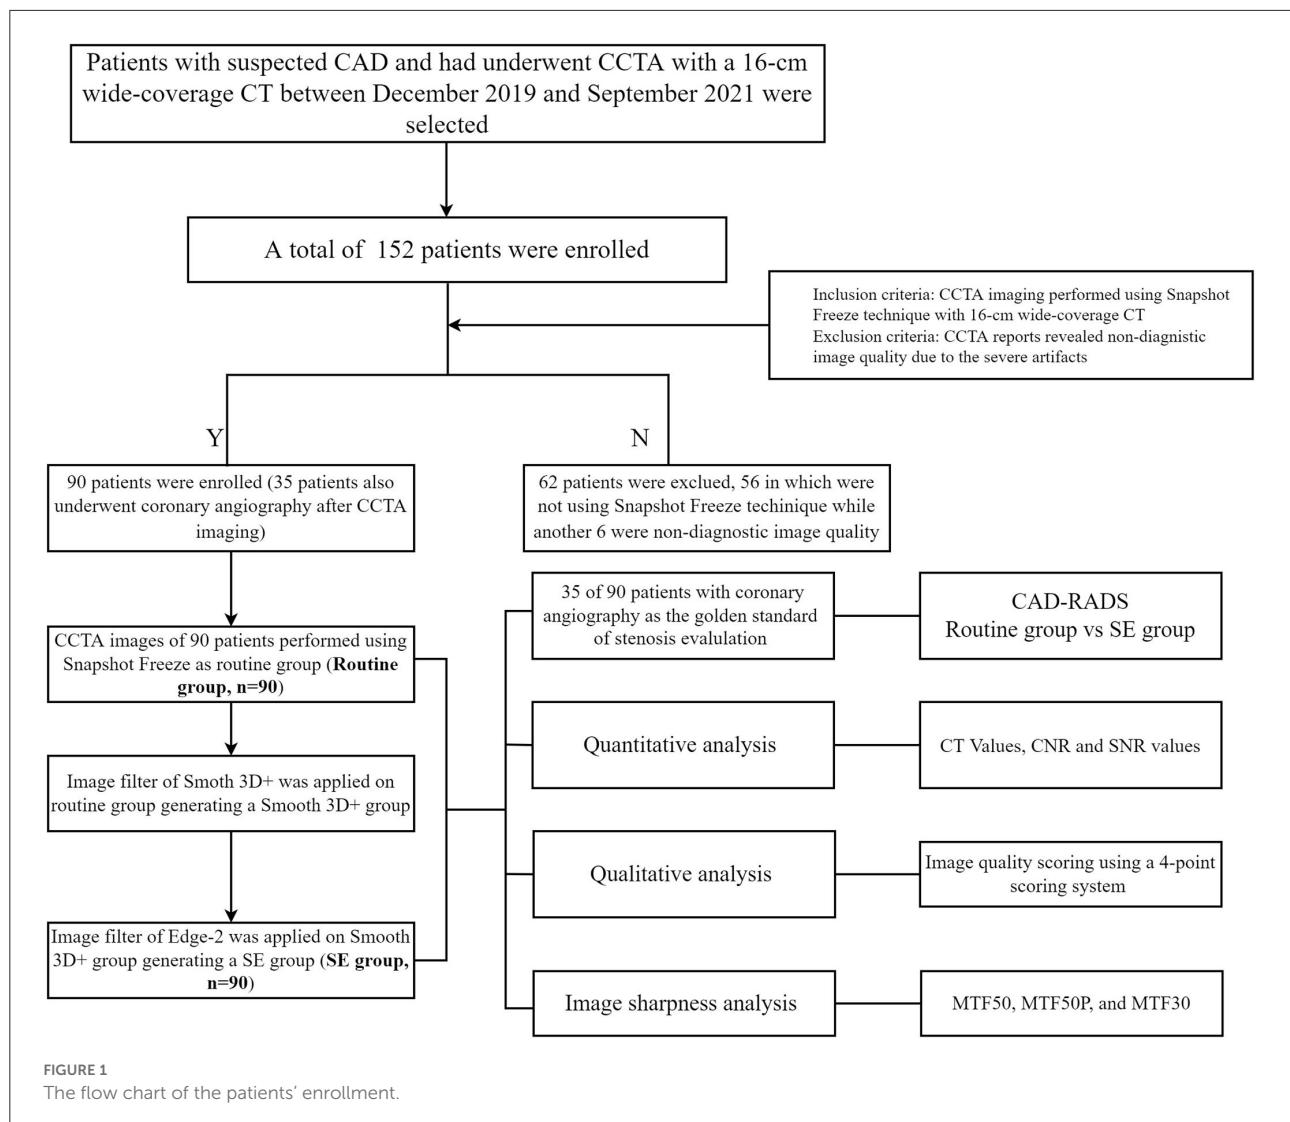 Patients with suspected CAD and had underwent CCTA with a 16-cm
wide-coverage CT between December 2019 and September 2021 were
selected
A total of 152 patients were enrolled
Inclusion criteria: CCTA imaging performed using Snapshot
Freeze technique with 16-cm wide-coverage CT
Exclusion criteria: CCTA reports revealed non-diagnostic
image quality due to the severe artifacts
Y
N
90 patients were enrolled (35 patients also
underwent coronary angiography after CCTA
imaging)
62 patients were exclued, 56 in which were
not using Snapshot Freeze techinique while
another 6 were non-diagnostic image quality
CCTA images of 90 patients performed using
Snapshot Freeze as routine group (Routine
group, n=90)
Image filter of Smoth 3D+ was applied on
routine group generating a Smooth 3D+ group
Image filter of Edge-2 was applied on Smooth
3D+ group generating a SE group (SE group,
n=90)
35 of 90 patients with coronary
angiography as the golden standard
of stenosis evalulation
CAD-RADS
Routine group vs SE group
Quantitative analysis
CT Values, CNR and SNR values
Qualitative analysis
Image quality scoring using a 4-point
scoring system
Image sharpness analysis
MTF50, MTF50P, and MTF30
FIGURE 1
The flow chart of the patients' enrollment.